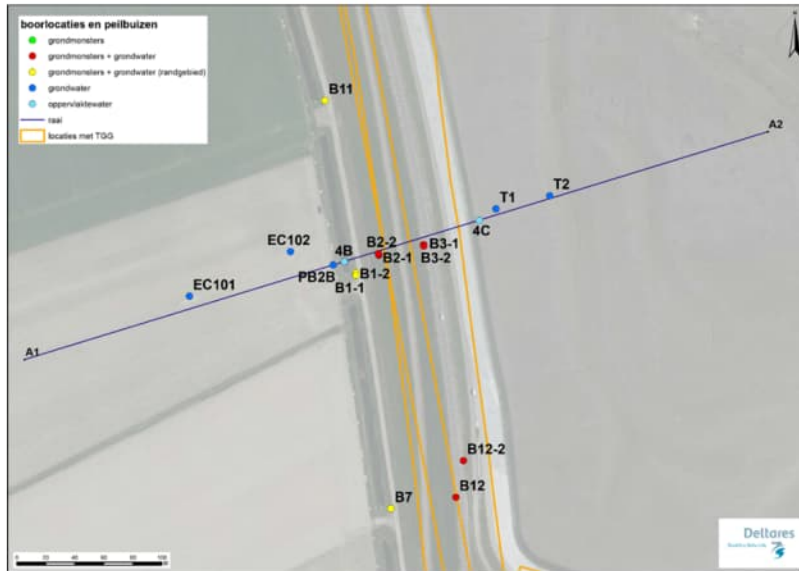 boorlocaties en peilbuizen
grondmonsters
grondmonsters + grondwater
grondmonsters + grondwater (randgebied)
grondwater
oppervlaktewater
raai
locaties met TGG
B11
A2
T2
T1
4C
EC102
4B
B2-2
B3-1
B2-1
B3-2
PB2B
B1-2
B1-1
EC101
A1
B12-2
B7
B12
Deltares
0 20 40 60 80 100